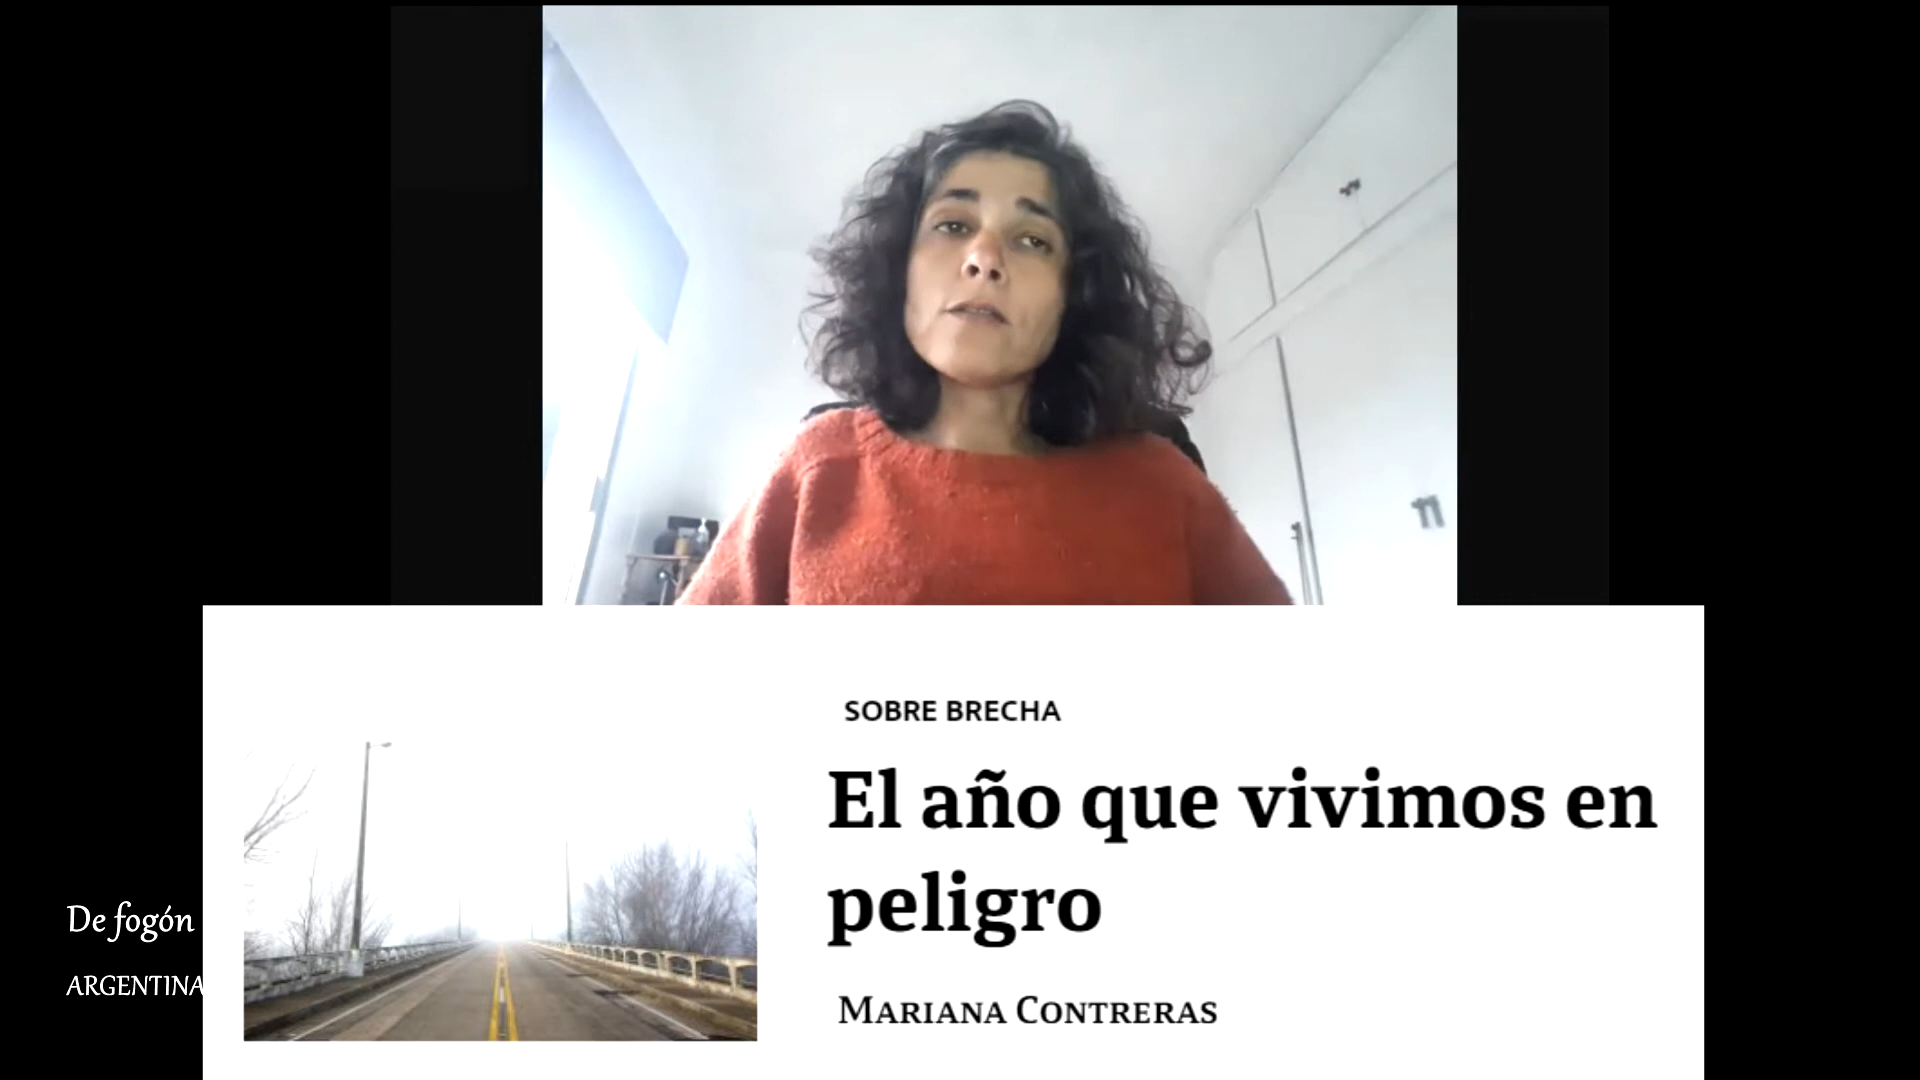 SOBRE BRECHA
El año que vivimos en
peligro
MARIANA CONTRERAS
De fogón
ARGENTINA